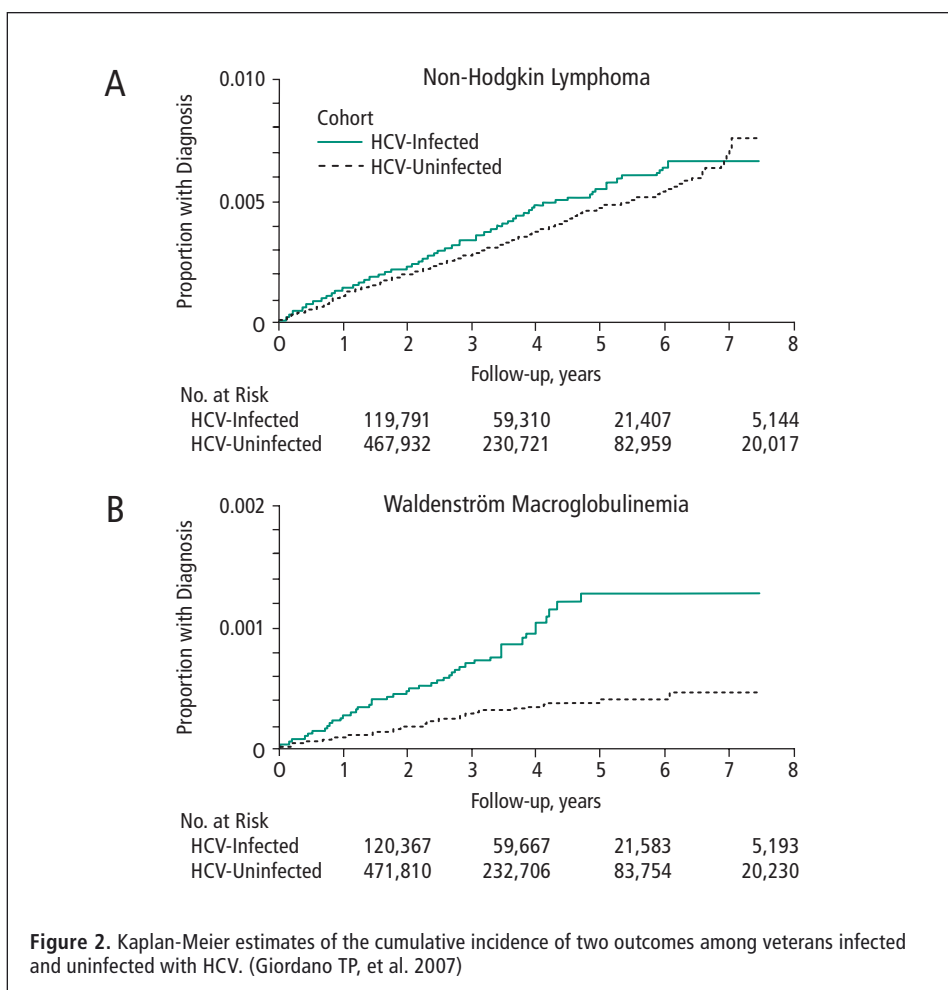 A
Non-Hodgkin Lymphoma
Proportion with Diagnosis
0.010
0.005
0
Cohort
HCV-Infected
HCV-Uninfected
0 1 2 3 4 5 6 7 8
Follow-up, years
No. at Risk
HCV-Infected 119,791 59,310 21,407 5,144
HCV-Uninfected 467,932 230,721 82,959 20,017
B
Waldenström Macroglobulinemia
Proportion with Diagnosis
0.002
0.001
0
0 1 2 3 4 5 6 7 8
Follow-up, years
No. at Risk
HCV-Infected 120,367 59,667 21,583 5,193
HCV-Uninfected 471,810 232,706 83,754 20,230
Figure 2. Kaplan-Meier estimates of the cumulative incidence of two outcomes among veterans infected
and uninfected with HCV. (Giordano TP, et al. 2007)